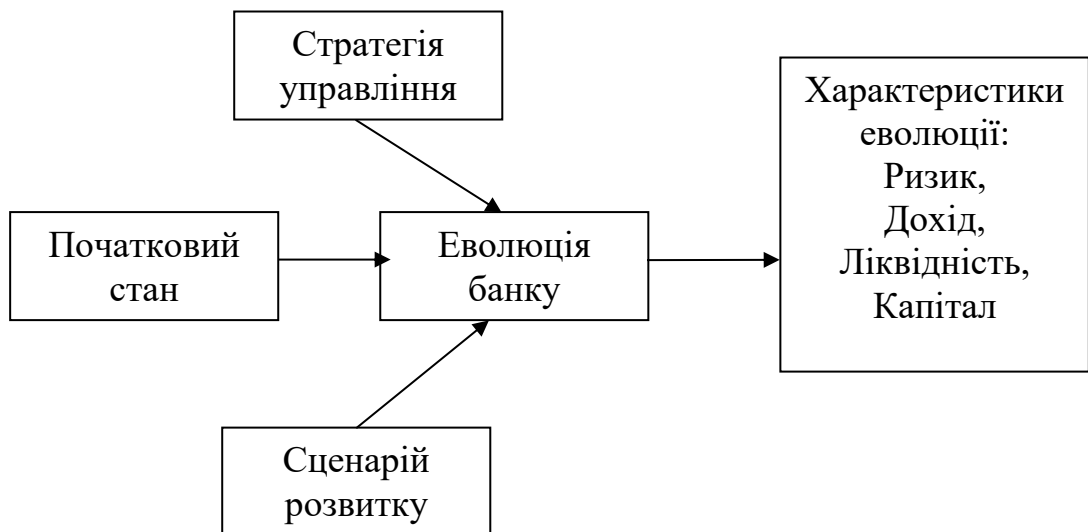 Стратегія
управління
Характеристики
еволюції:
Ризик,
Дохід,
Ліквідність,
Капітал
Початковий
стан
Еволюція
банку
Сценарій
розвитку